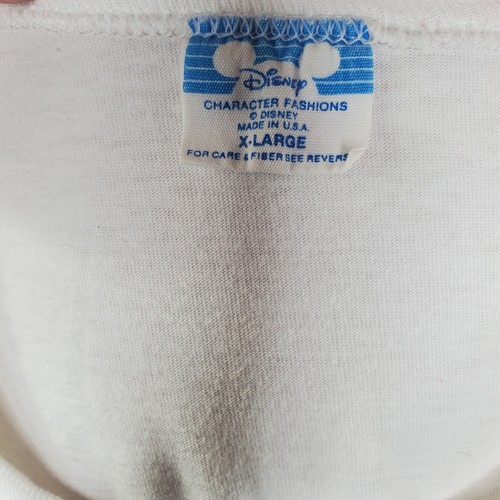 Disney
CHARACTER FASHIONS
© DISNEY
MADE IN U.S.A.
X-LARGE
FOR CARE & FIBER SEE REVERS